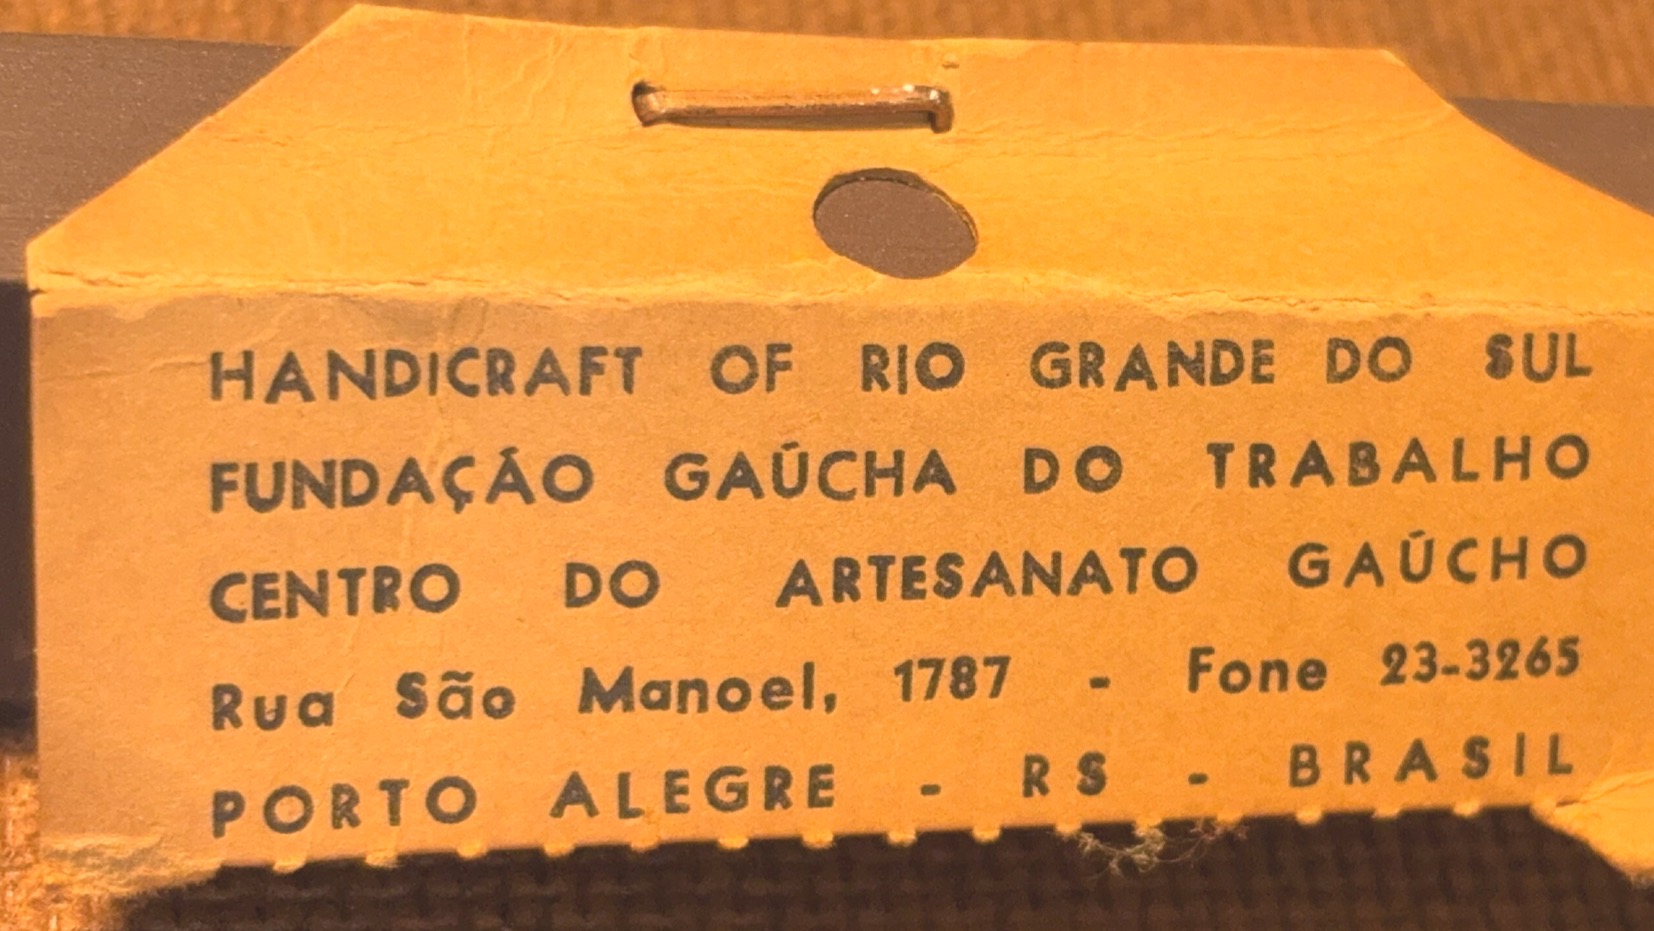 HANDICRAFT OF RIO GRANDE DO SUL
FUNDAÇÃO GAÚCHA DO TRABALHO
CENTRO DO ARTESANATO GAÚCHO
Rua São Manoel, 1787 - Fone 23-3265
PORTO ALEGRE - RS - BRASIL